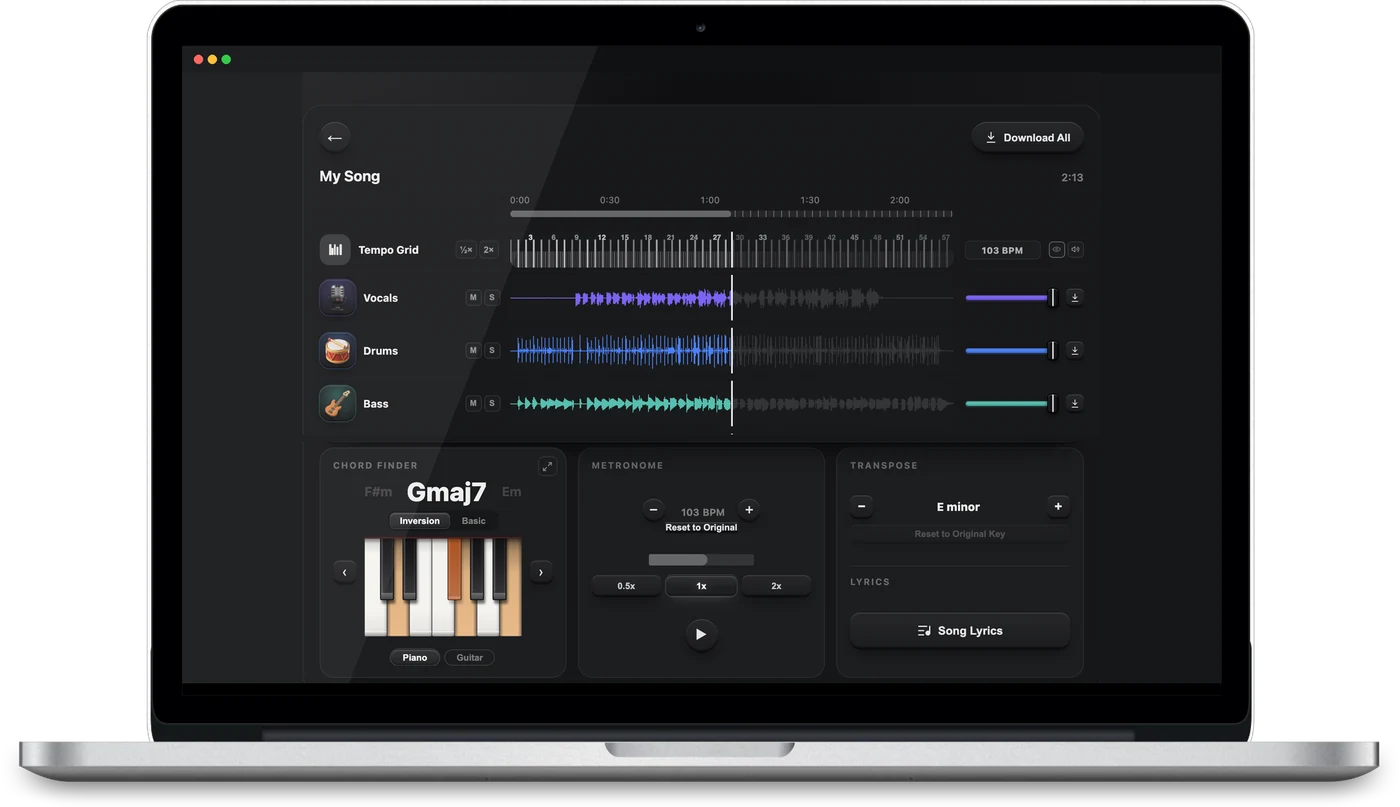 Download All
My Song
2:13
0:00 0:30 1:00 1:30 2:00
3 6 9 12 15 18 21 24 27 30 33 36 39 42 45 48 51 54 57
Tempo Grid ½× 2× 103 BPM
Vocals M S
Drums M S
Bass M S
CHORD FINDER
F#m Gmaj7 Em
Inversion Basic
Piano Guitar
METRONOME
103 BPM
Reset to Original
0.5x 1x 2x
TRANSPOSE
E minor
Reset to Original Key
LYRICS
Song Lyrics